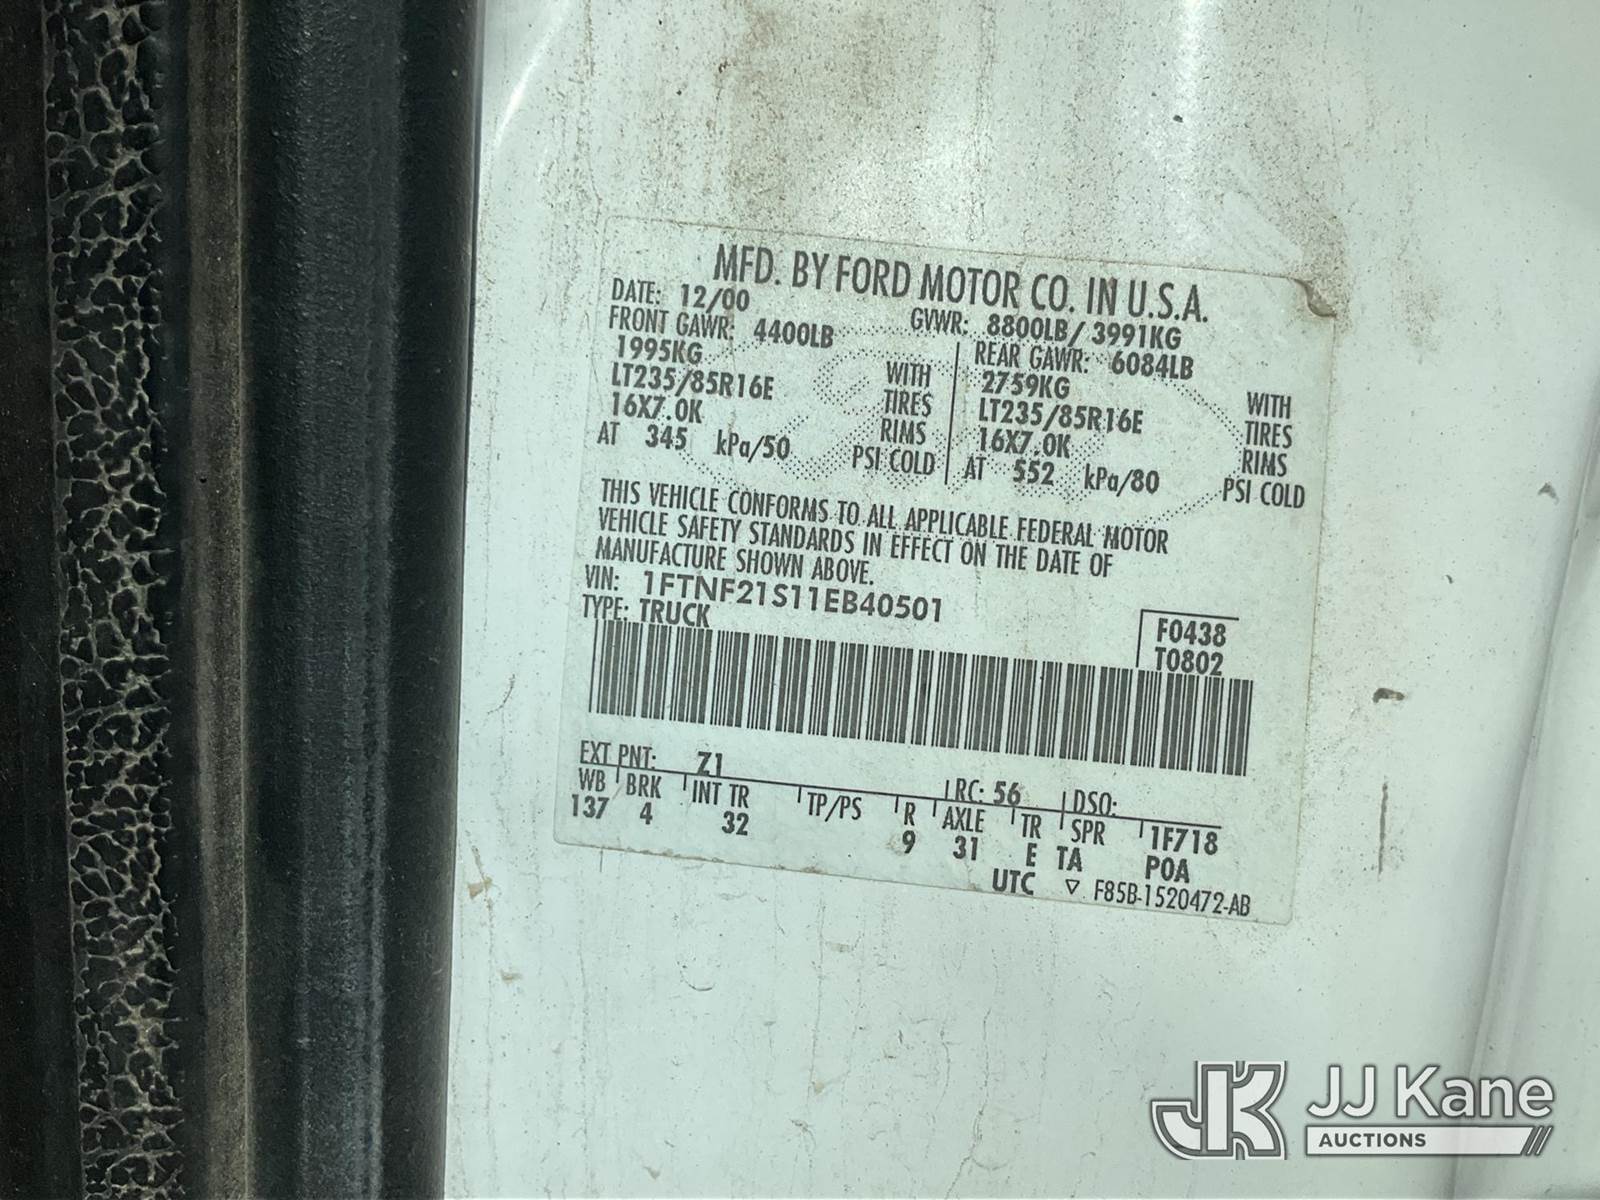 MFD. BY FORD MOTOR CO. IN U.S.A.
DATE: 12/00 GVWR: 8800LB/ 3991KG
FRONT GAWR: 4400LB REAR GAWR: 6084LB
1995KG WITH 2759KG WITH
LT235/85R16E TIRES LT235/85R16E TIRES
16X7.0K RIMS 16X7.0K RIMS
AT 345 kPa/50 PSI COLD AT 552 kPa/80 PSI COLD
THIS VEHICLE CONFORMS TO ALL APPLICABLE FEDERAL MOTOR
VEHICLE SAFETY STANDARDS IN EFFECT ON THE DATE OF
MANUFACTURE SHOWN ABOVE.
VIN: 1FTNF21S11EB40501
TYPE: TRUCK
F0438
T0802
EXT PNT: Z1 RC: 56 DSO:
WB BRK INT TR TP/PS R AXLE TR SPR 1F718
137 4 32 9 31 E TA POA
UTC ▽ F85B-1520472-AB
JK JJ Kane
AUCTIONS